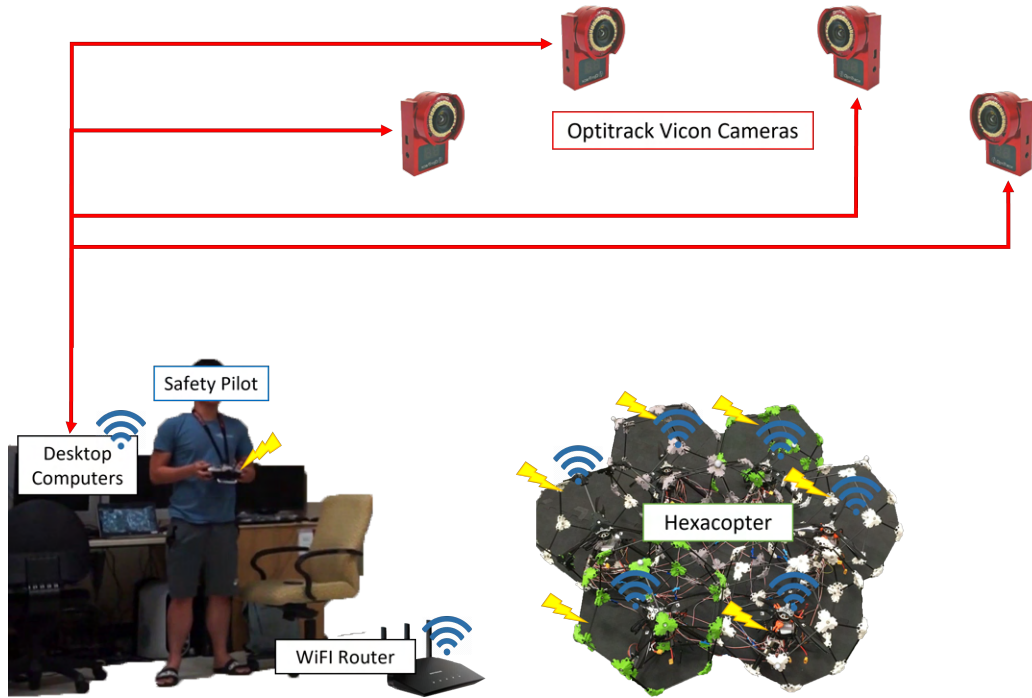 Optitrack Vicon Cameras
Safety Pilot
Desktop
Computers
Hexacopter
WiFI Router